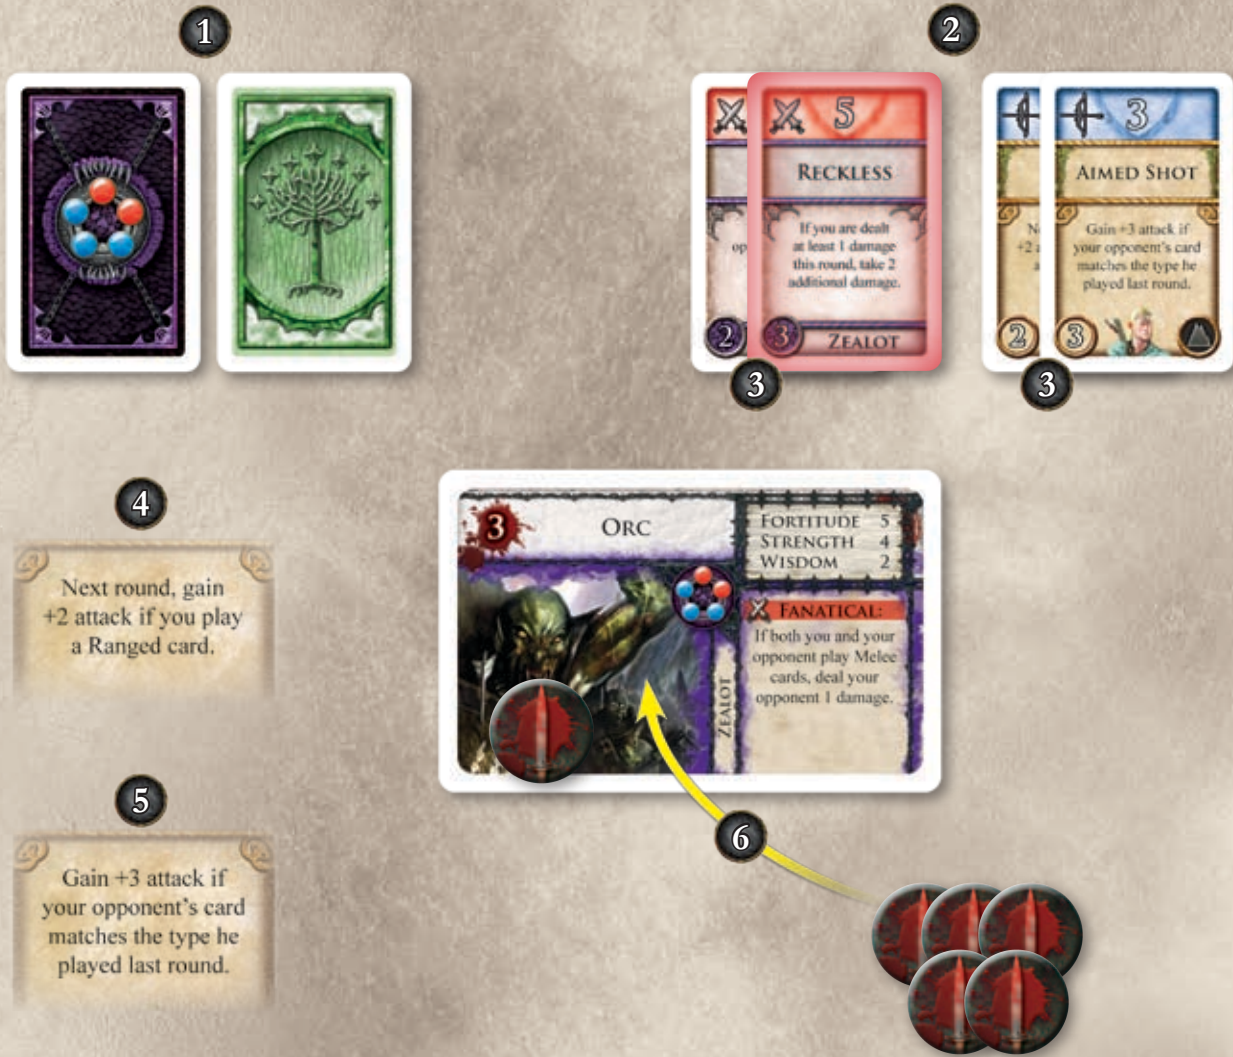 1
2
5
RECKLESS
If you are dealt
at least 1 damage
this round, take 2
additional damage.
2
3
ZEALOT
3
3
AIMED SHOT
Gain +3 attack if
your opponent's card
matches the type he
played last round.
N
+2
2
3
3
4
Next round, gain
+2 attack if you play
a Ranged card.
3
ORC
FORTITUDE 5
STRENGTH 4
WISDOM 2
FANATICAL:
If both you and your
opponent play Melee
cards, deal your
opponent 1 damage.
ZEALOT
5
Gain +3 attack if
your opponent's card
matches the type he
played last round.
6